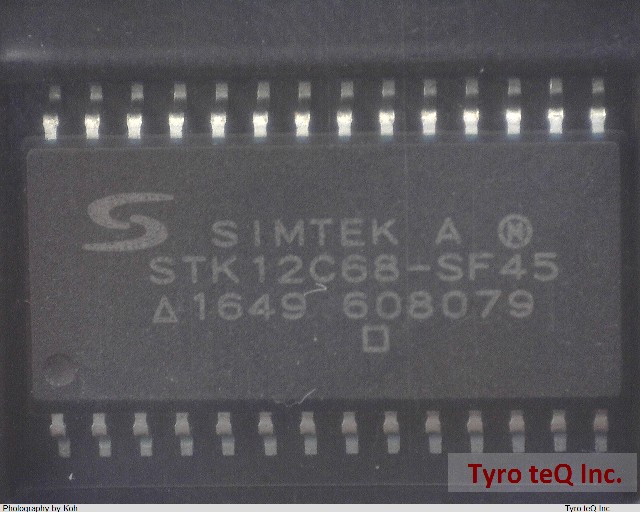 SIMTEK A Ⓝ
STK12C68-SF45
△1649 608079
Tyro teQ Inc.
Photography by Koh
Tyro teQ Inc